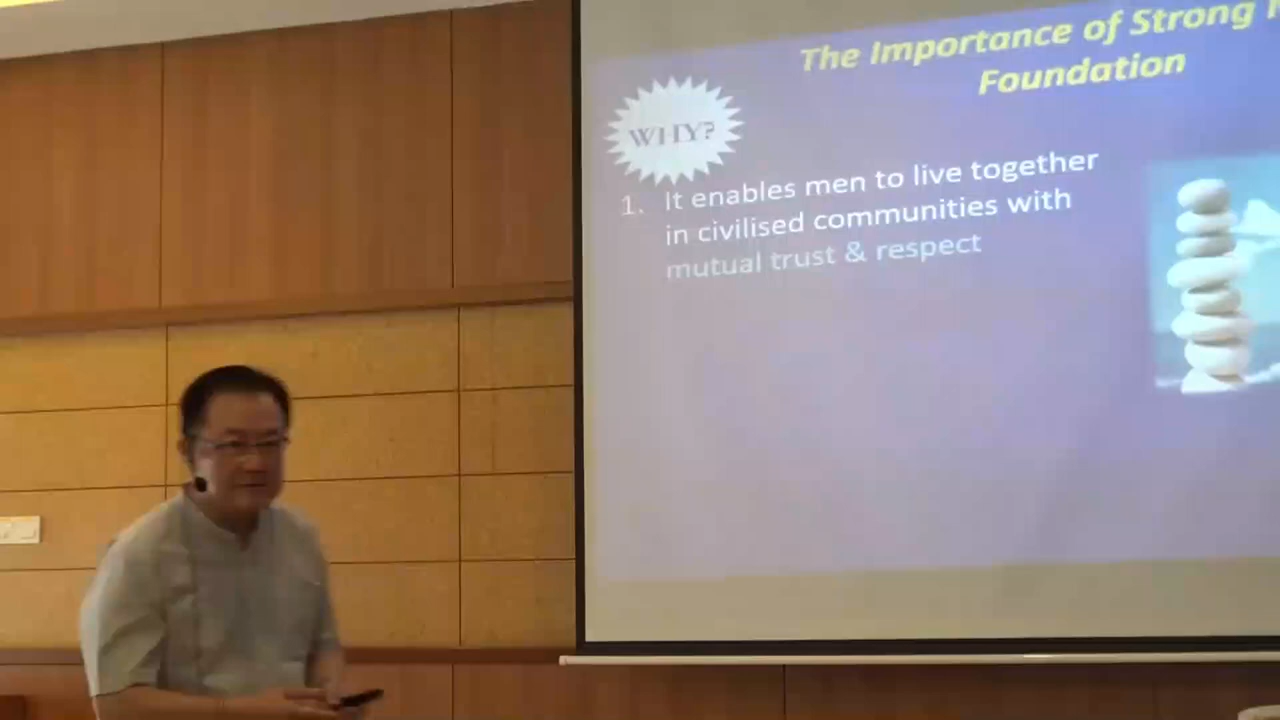 The Importance of Strong
Foundation
WHY?
1. It enables men to live together
in civilised communities with
mutual trust & respect